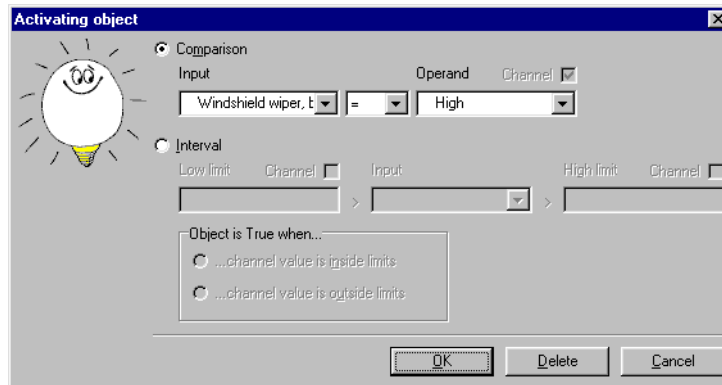 Activating object
Comparison
Input Operand Channel
Windshield wiper, b = High
Interval
Low limit Channel Input High limit Channel
> >
Object is True when...
...channel value is inside limits
...channel value is outside limits
OK Delete Cancel